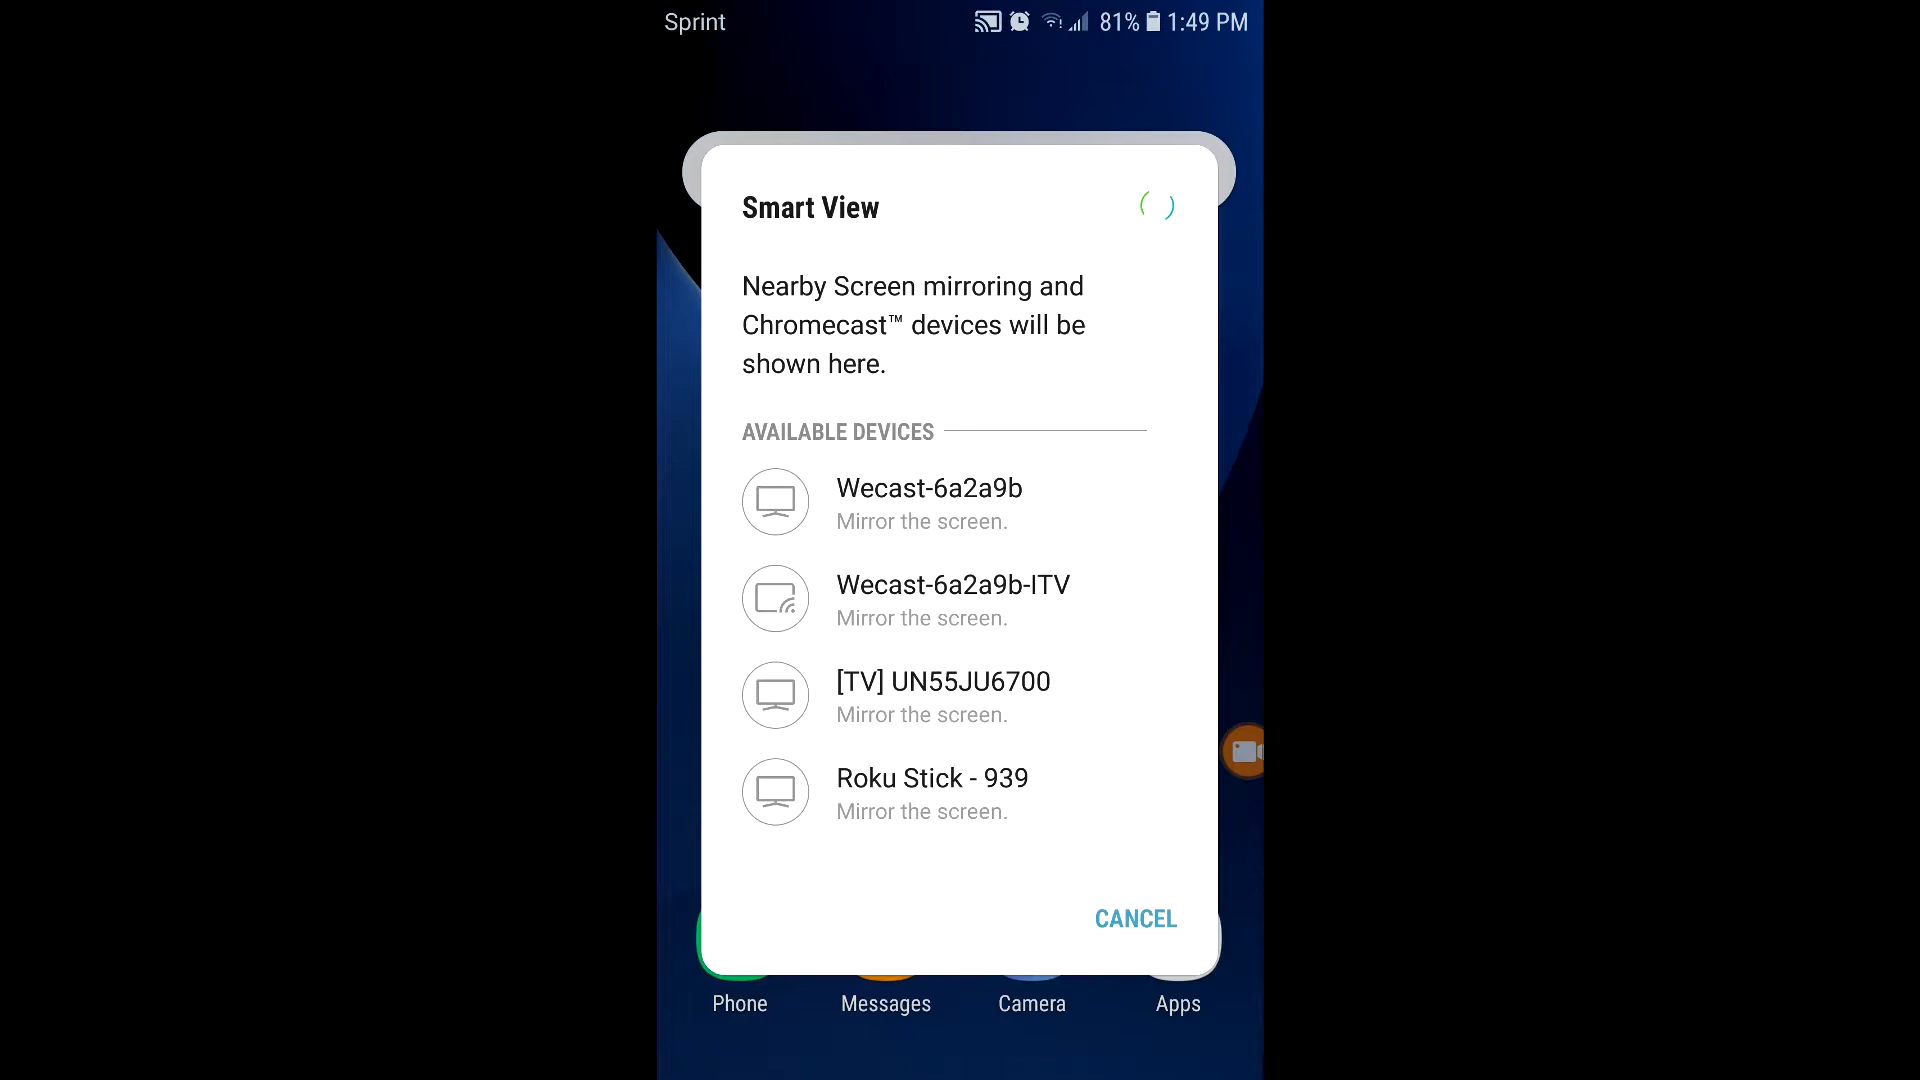 Sprint 81% 1:49 PM
Smart View
Nearby Screen mirroring and
Chromecast™ devices will be
shown here.
AVAILABLE DEVICES
Wecast-6a2a9b
Mirror the screen.
Wecast-6a2a9b-ITV
Mirror the screen.
[TV] UN55JU6700
Mirror the screen.
Roku Stick - 939
Mirror the screen.
CANCEL
Phone Messages Camera Apps